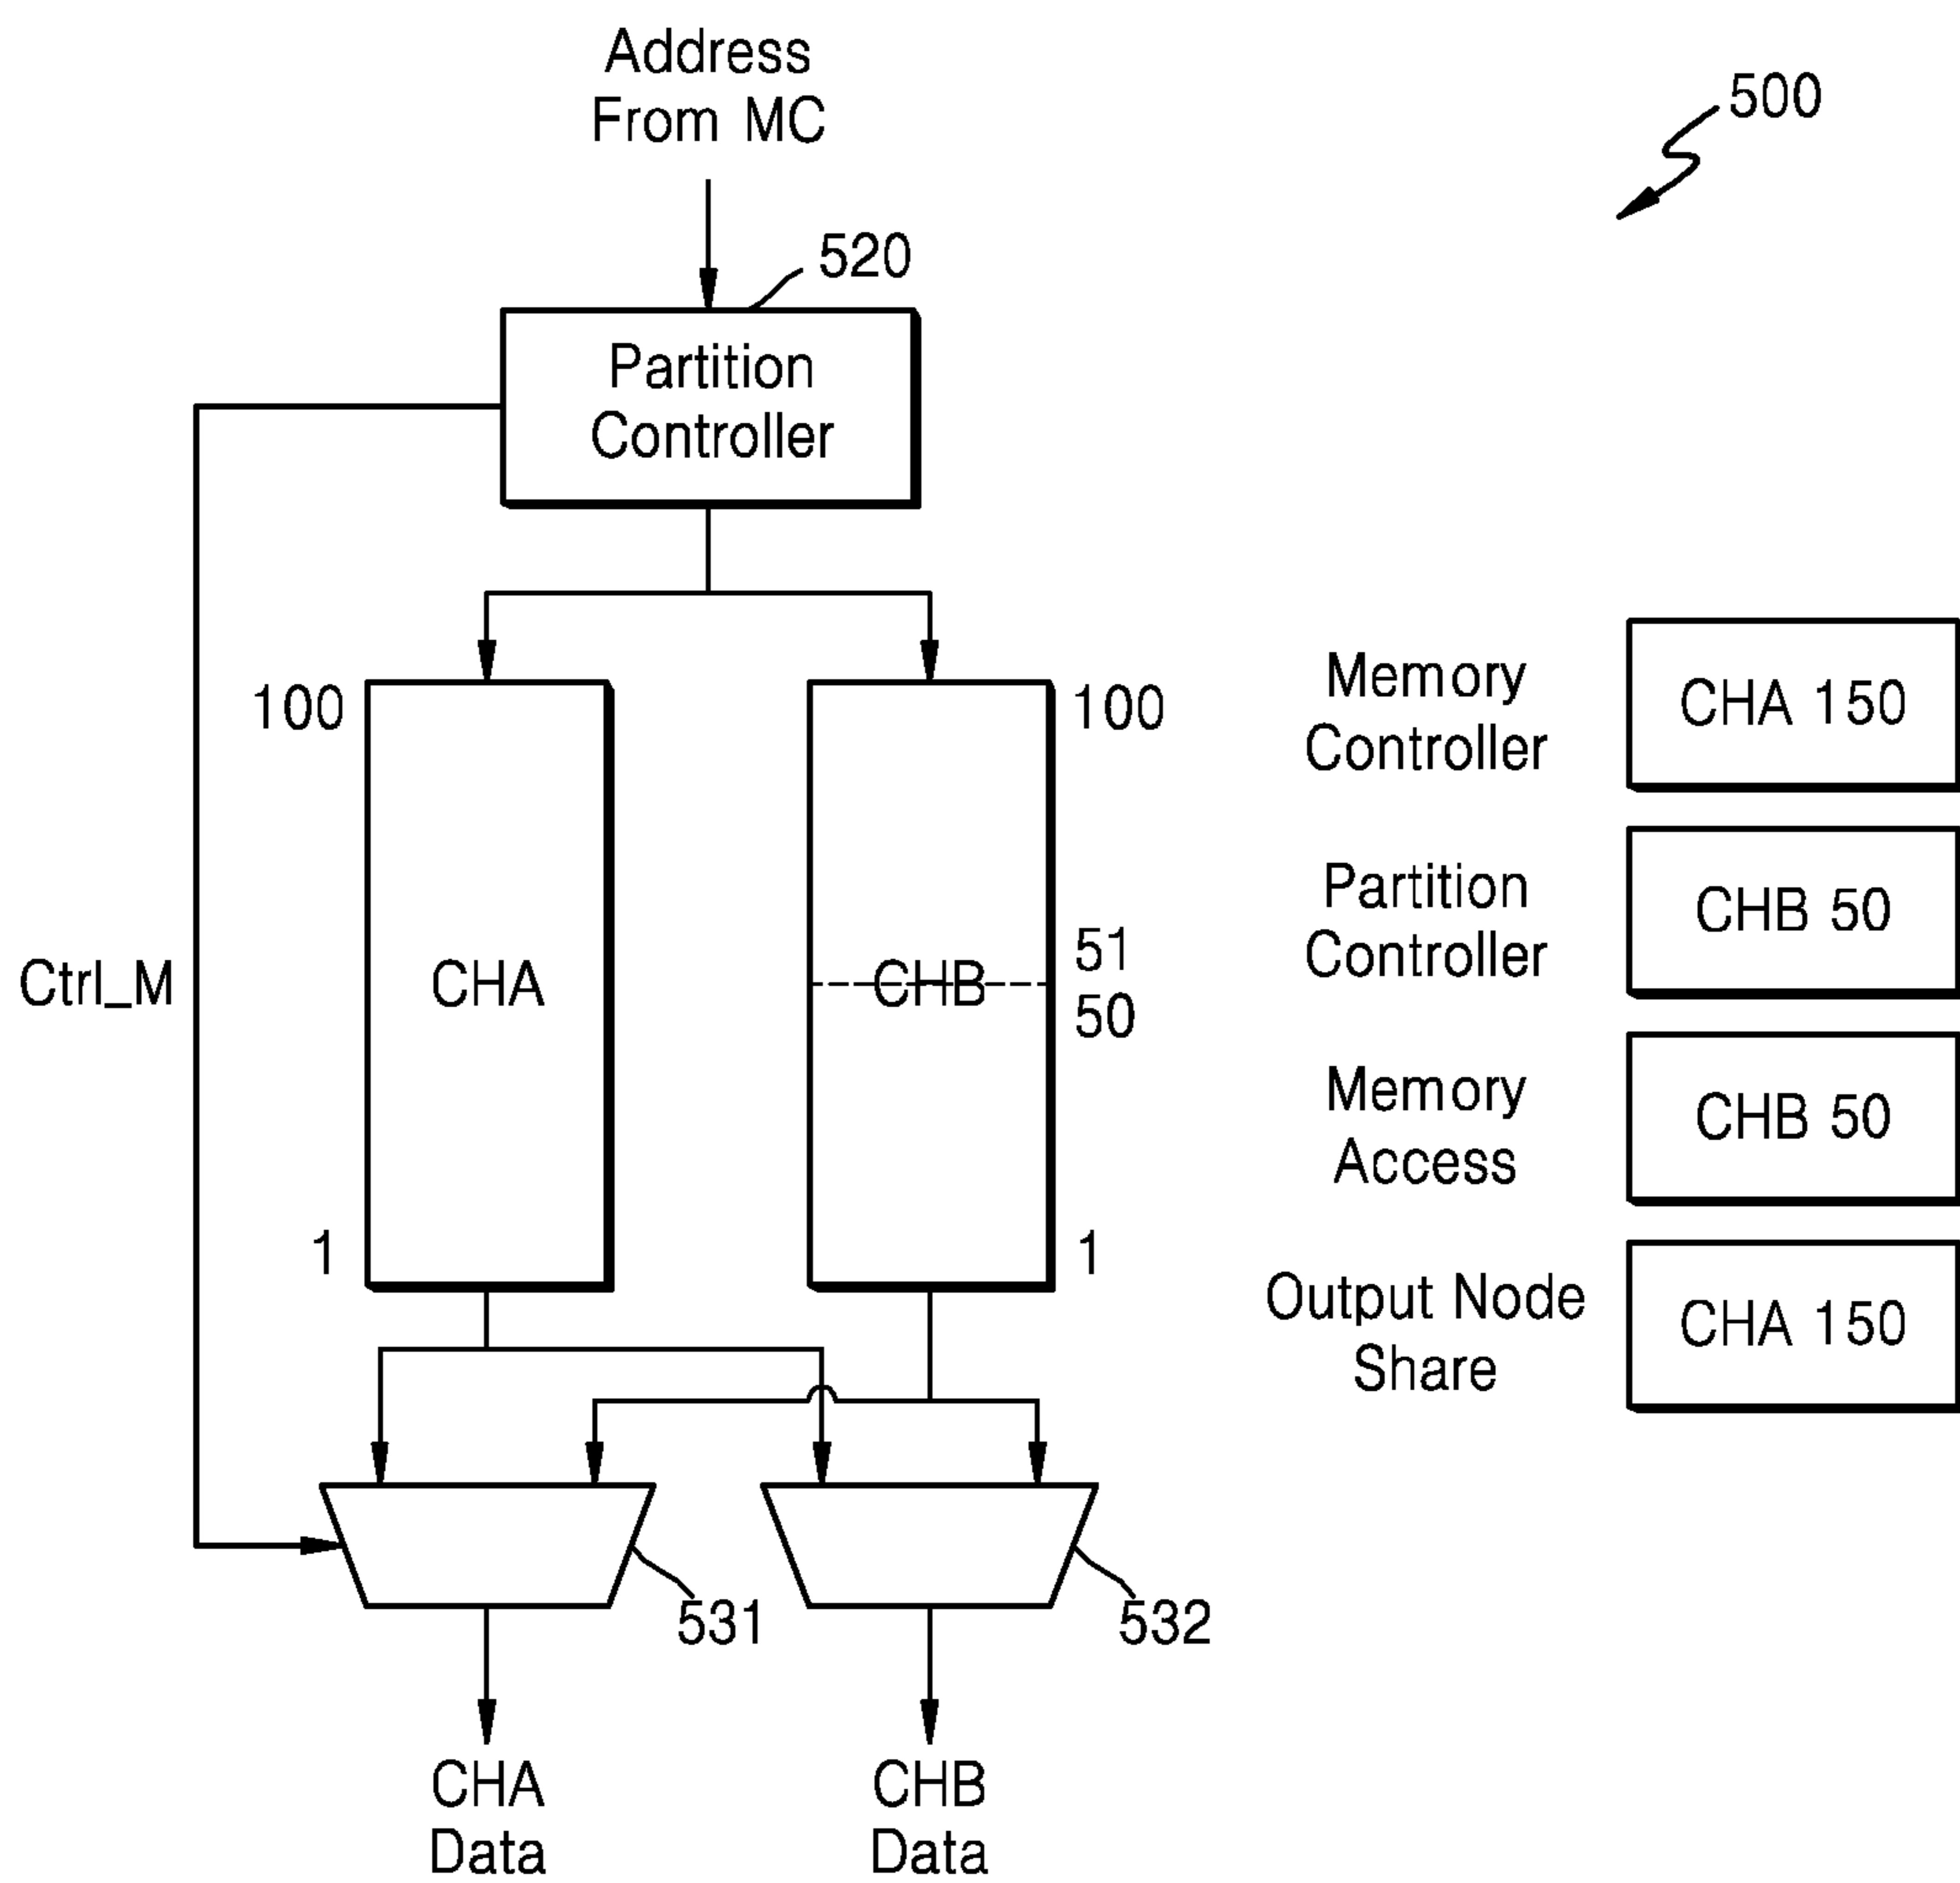 Address
From MC
500
520
Partition
Controller
100
100
Memory
Controller
CHA 150
Partition
Controller
CHB 50
Ctrl_M
CHA
CHB
51
50
Memory
Access
CHB 50
1
1
Output Node
Share
CHA 150
531
532
CHA
Data
CHB
Data